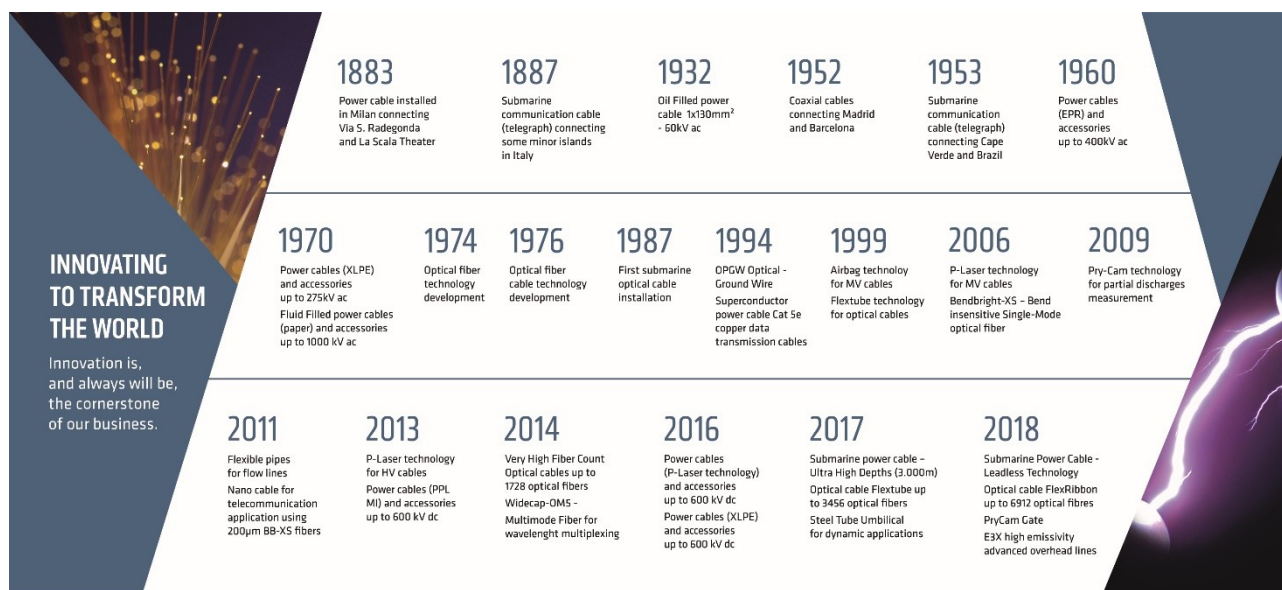 INNOVATING
TO TRANSFORM
THE WORLD
Innovation is,
and always will be,
the cornerstone
of our business.
1883
Power cable installed
in Milan connecting
Via S. Radegonda
and La Scala Theater
1887
Submarine
communication cable
(telegraph) connecting
some minor islands
in Italy
1932
Oil Filled power
cable 1x130mm²
- 60kV ac
1952
Coaxial cables
connecting Madrid
and Barcelona
1953
Submarine
communication
cable (telegraph)
connecting Cape
Verde and Brazil
1960
Power cables
(EPR) and
accessories
up to 400kV ac
1970
Power cables (XLPE)
and accessories
up to 275kV ac
Fluid Filled power cables
(paper) and accessories
up to 1000 kV ac
1974
Optical fiber
technology
development
1976
Optical fiber
cable technology
development
1987
First submarine
optical cable
installation
1994
OPGW Optical -
Ground Wire
Superconductor
power cable Cat 5e
copper data
transmission cables
1999
Airbag technoloy
for MV cables
Flextube technology
for optical cables
2006
P-Laser technology
for MV cables
Bendbright-XS – Bend
insensitive Single-Mode
optical fiber
2009
Pry-Cam technology
for partial discharges
measurement
2011
Flexible pipes
for flow lines
Nano cable for
telecommunication
application using
200µm BB-XS fibers
2013
P-Laser technology
for HV cables
Power cables (PPL
MI) and accessories
up to 600 kV dc
2014
Very High Fiber Count
Optical cables up to
1728 optical fibers
Widecap-OM5 -
Multimode Fiber for
wavelenght multiplexing
2016
Power cables
(P-Laser technology)
and accessories
up to 600 kV dc
Power cables (XLPE)
and accessories
up to 600 kV dc
2017
Submarine power cable –
Ultra High Depths (3.000m)
Optical cable Flextube up
to 3456 optical fibers
Steel Tube Umbilical
for dynamic applications
2018
Submarine Power Cable -
Leadless Technology
Optical cable FlexRibbon
up to 6912 optical fibres
PryCam Gate
E3X high emissivity
advanced overhead lines